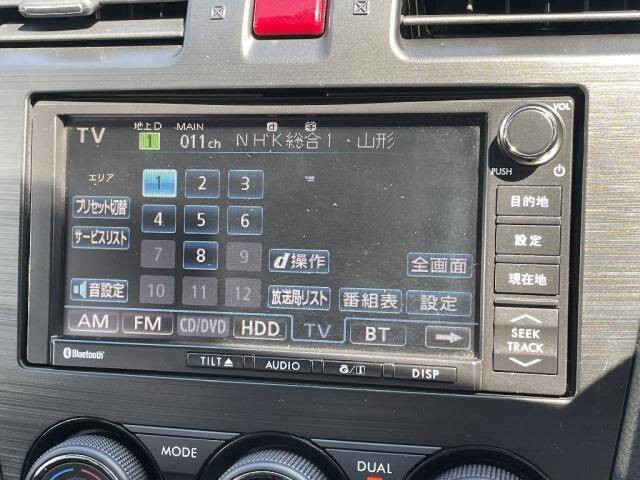 VOL
TV 地上D 1 MAIN 011ch d NHK総合1・山形
PUSH
エリア 1 2 3
プリセット切替 4 5 6
サービスリスト 7 8 9 d操作 全画面
音設定 10 11 12 放送局リスト 番組表 設定
AM FM CD/DVD HDD TV BT
目的地
設定
現在地
SEEK
TRACK
Bluetooth TILT AUDIO DISP
MODE DUAL